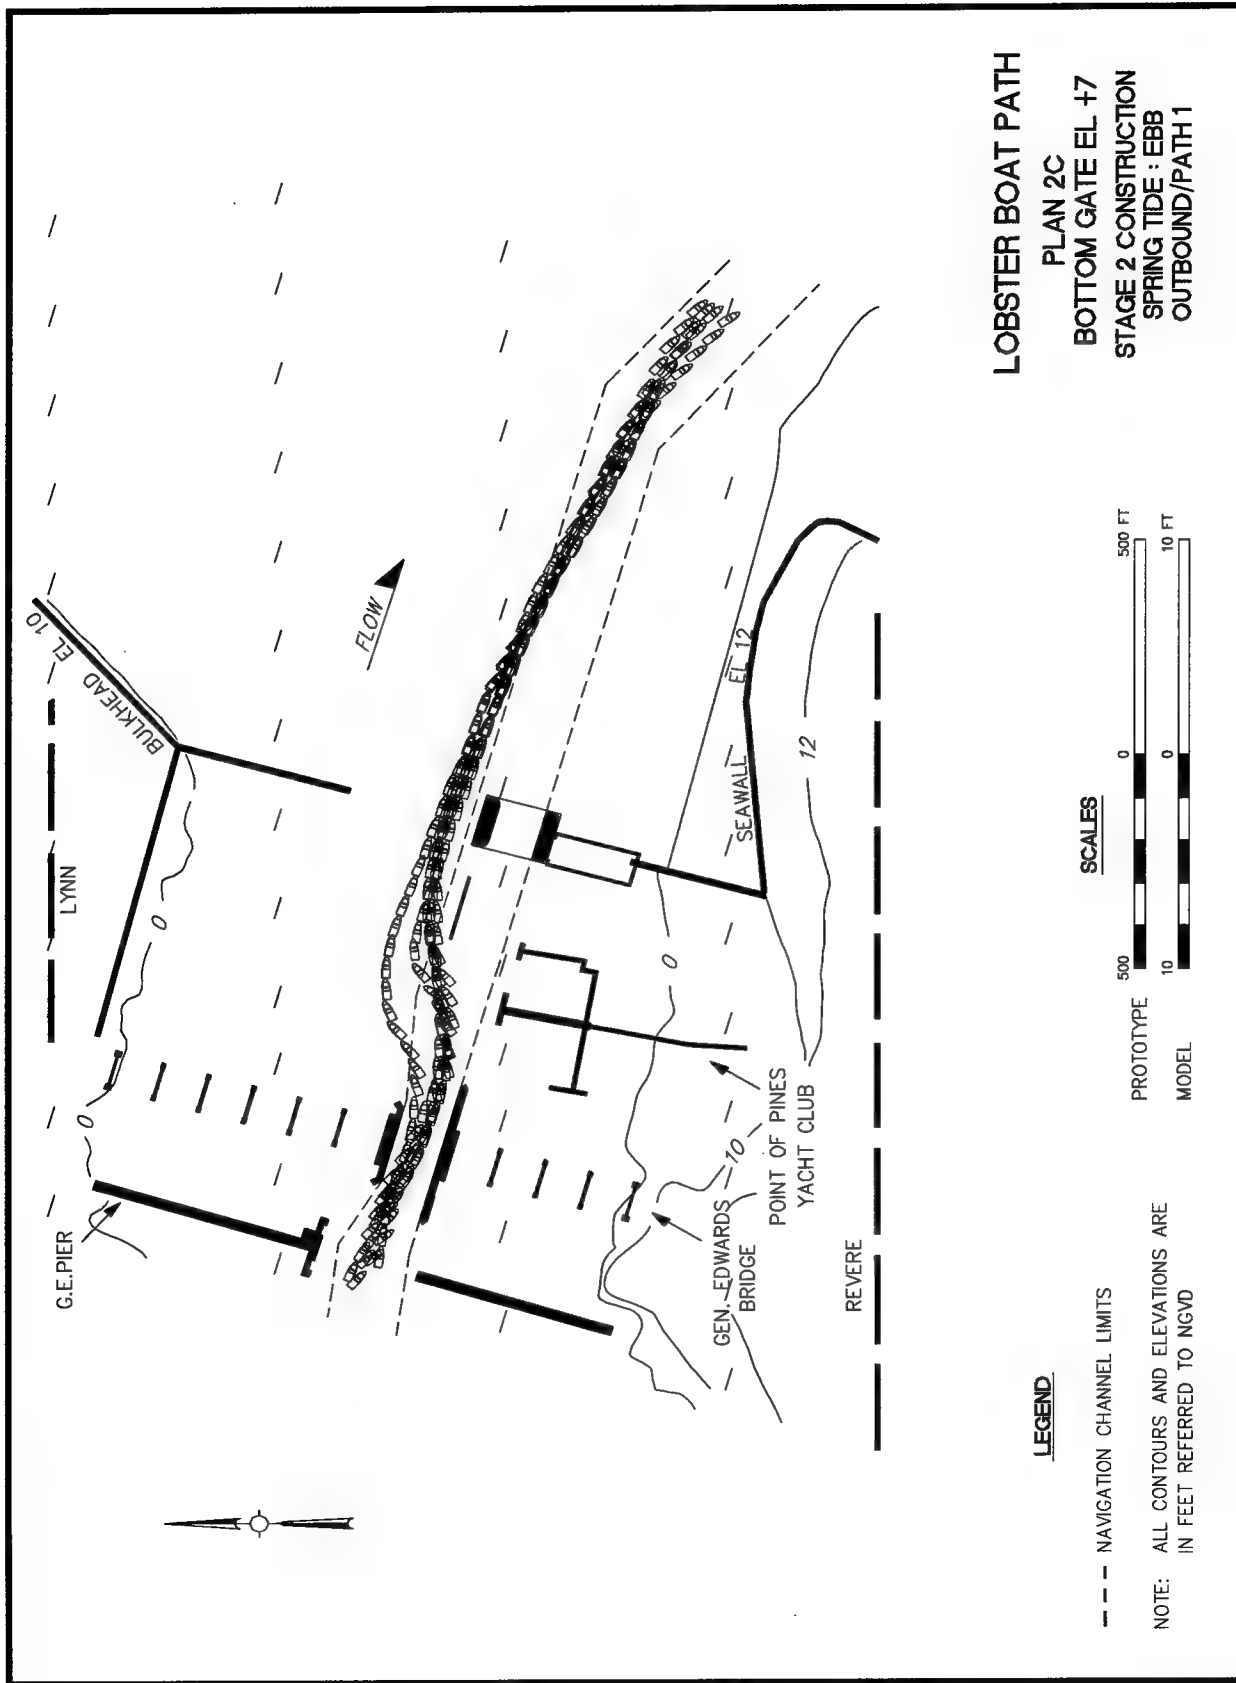 LYNN
BULKHEAD EL 10
G.E.PIER
0
0
FLOW
SEAWALL EL 12
12
0
10
POINT OF PINES
YACHT CLUB
GEN. EDWARDS
BRIDGE
REVERE
LOBSTER BOAT PATH
PLAN 2C
BOTTOM GATE EL +7
STAGE 2 CONSTRUCTION
SPRING TIDE : EBB
OUTBOUND/PATH 1
LEGEND
--- NAVIGATION CHANNEL LIMITS
NOTE: ALL CONTOURS AND ELEVATIONS ARE
IN FEET REFERRED TO NGVD
SCALES
PROTOTYPE 500 0 500 FT
MODEL 10 0 10 FT